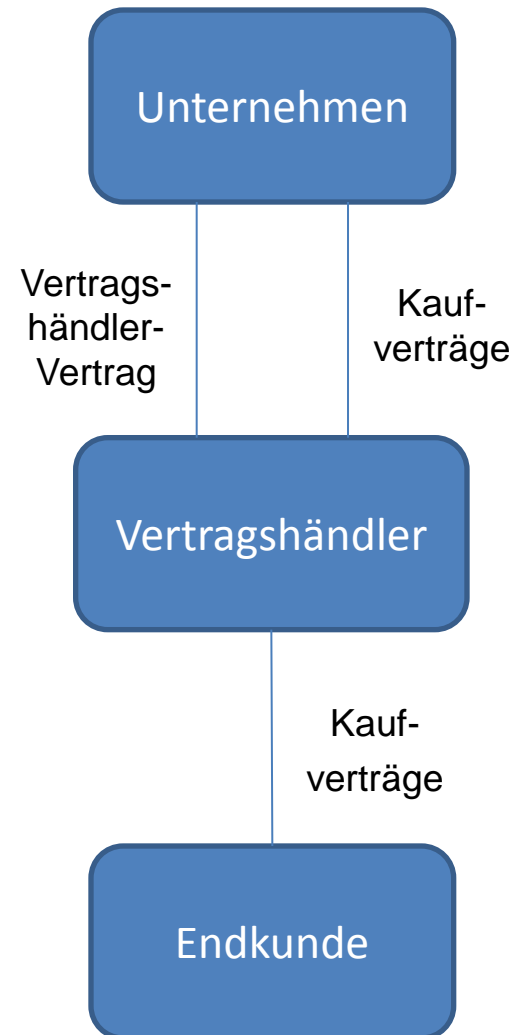 Unternehmen
Vertrags-
händler-
Vertrag
Kauf-
verträge
Vertragshändler
Kauf-
verträge
Endkunde